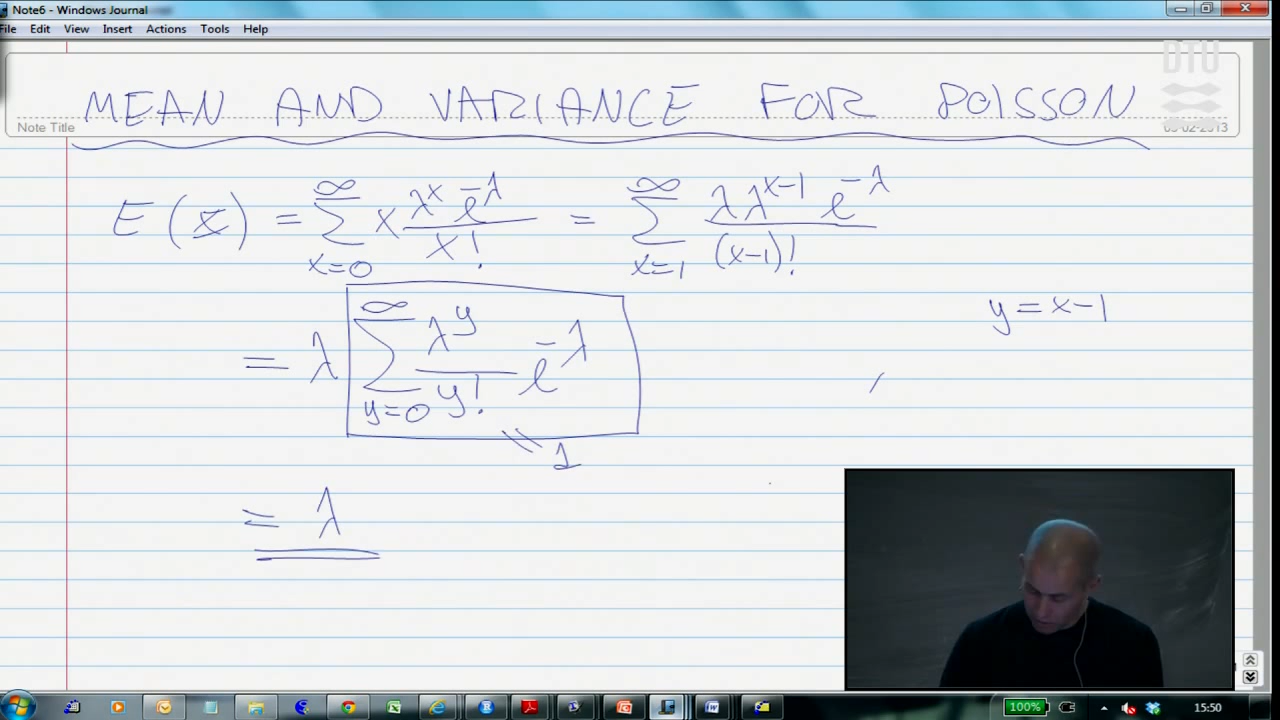 Note6 - Windows Journal
File Edit View Insert Actions Tools Help
DTU
MEAN AND VARIANCE FOR POISSON
Note Title
E(X) = ∑_{x=0}^{∞} x λ^x e^{-λ} / x! = ∑_{x=1}^{∞} λ λ^{x-1} e^{-λ} / (x-1)!
y = x-1
= λ ∑_{y=0}^{∞} λ^y / y! e^{-λ}
= 1
= λ
100%
15:50